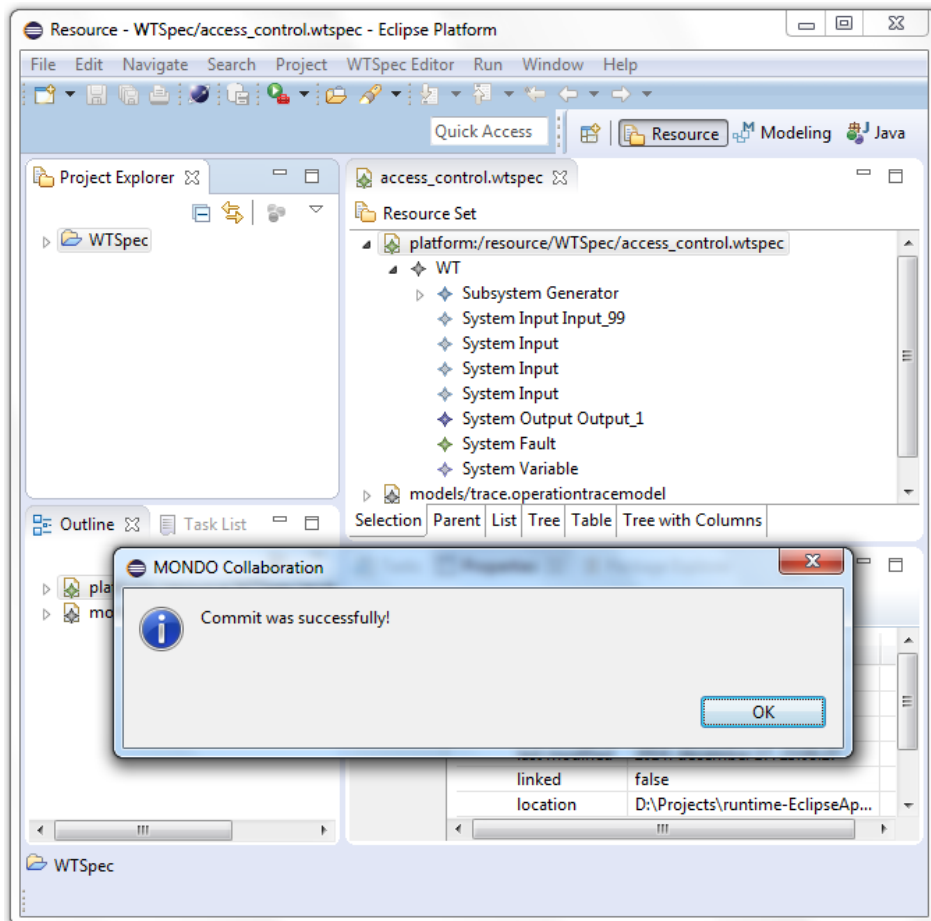 Resource - WTSpec/access_control.wtspec - Eclipse Platform
File Edit Navigate Search Project WTSpec Editor Run Window Help
Quick Access Resource Modeling Java
Project Explorer
WTSpec
access_control.wtspec
Resource Set
platform:/resource/WTSpec/access_control.wtspec
WT
Subsystem Generator
System Input Input_99
System Input
System Input
System Input
System Output Output_1
System Fault
System Variable
models/trace.operationtracemodel
Selection Parent List Tree Table Tree with Columns
Outline Task List
pla
mo
MONDO Collaboration
Commit was successfully!
OK
linked false
location D:\Projects\runtime-EclipseAp...
WTSpec